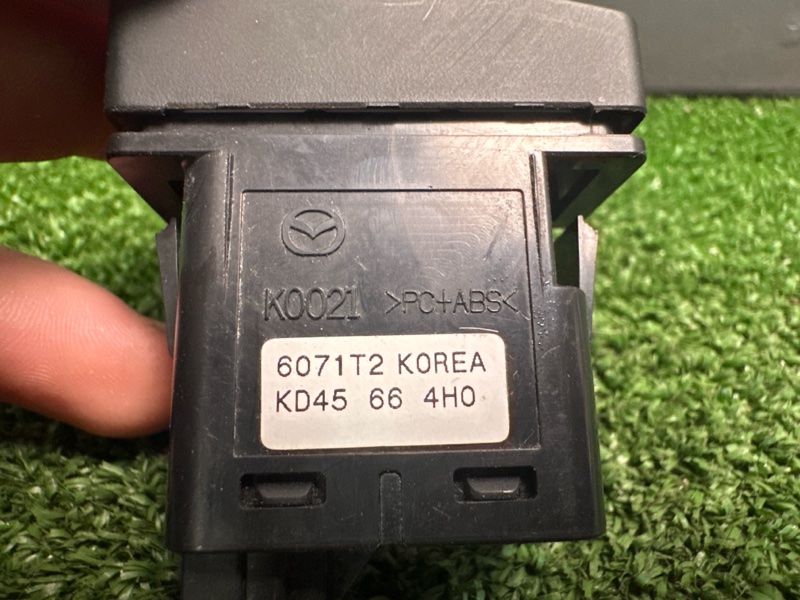 K0021 >PC+ABS<
6071T2 KOREA
KD45 66 4H0